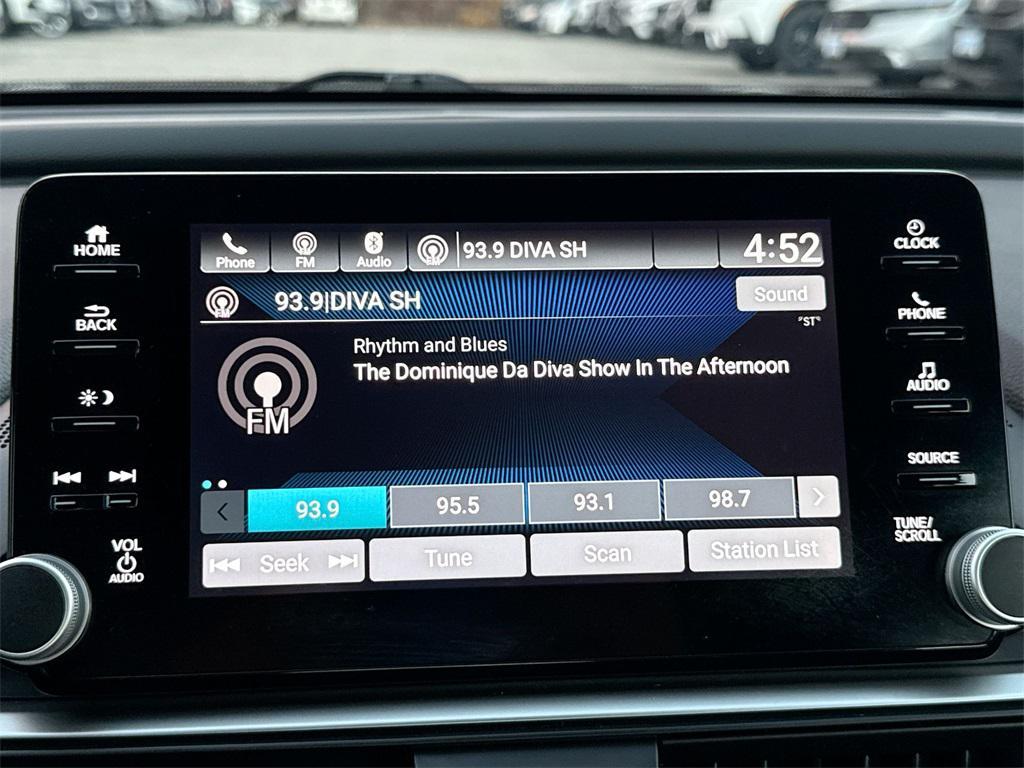 HOME
BACK
VOL
AUDIO
Phone
FM
Audio
FM
93.9 DIVA SH
4:52
FM
93.9|DIVA SH
Sound
"ST"
FM
Rhythm and Blues
The Dominique Da Diva Show In The Afternoon
93.9
95.5
93.1
98.7
Seek
Tune
Scan
Station List
CLOCK
PHONE
AUDIO
SOURCE
TUNE/
SCROLL